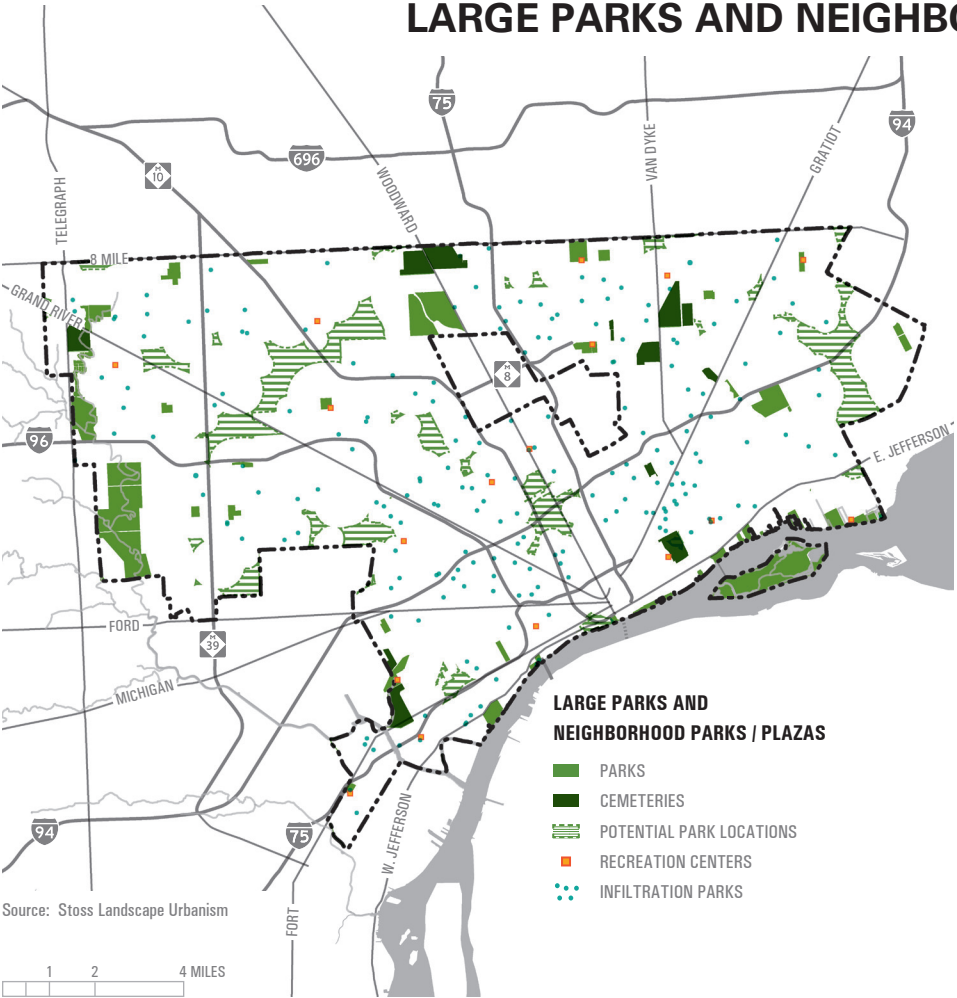 LARGE PARKS AND NEIGHBO
75
94
VAN DYKE
GRATIOT
696
M
10
WOODWARD
TELEGRAPH
8 MILE
GRAND RIVER
M
8
96
E. JEFFERSON
FORD
M
39
MICHIGAN
94
75
W. JEFFERSON
FORT
LARGE PARKS AND
NEIGHBORHOOD PARKS / PLAZAS
PARKS
CEMETERIES
POTENTIAL PARK LOCATIONS
RECREATION CENTERS
INFILTRATION PARKS
Source: Stoss Landscape Urbanism
1 2 4 MILES